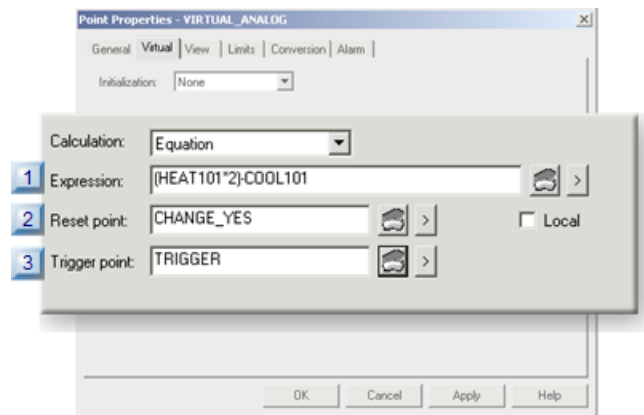 Point Properties - VIRTUAL_ANALOG
General Virtual View Limits Conversion Alarm
Initialization: None
Calculation: Equation
1 Expression: (HEAT101*2)-COOL101 >
2 Reset point: CHANGE_YES > Local
3 Trigger point: TRIGGER >
OK Cancel Apply Help